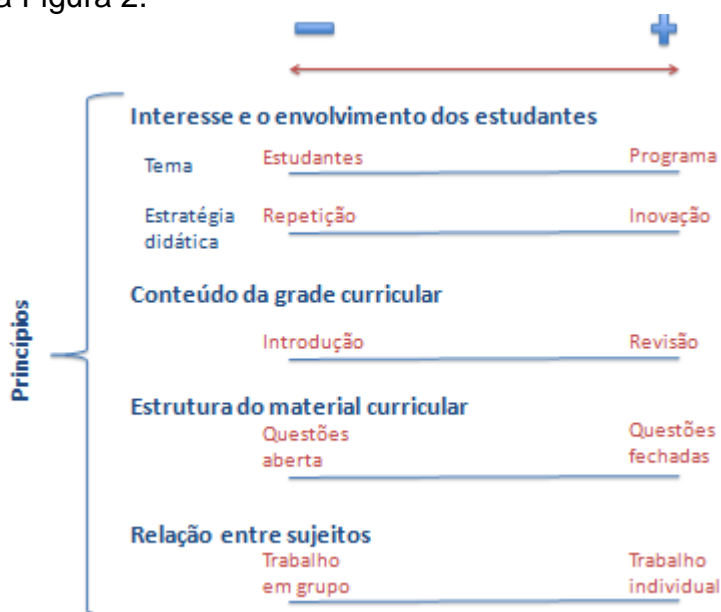 a Figura 2.
Interesse e o envolvimento dos estudantes
Tema
Estudantes
Programa
Estratégia
didática
Repetição
Inovação
Conteúdo da grade curricular
Introdução
Revisão
Princípios
Estrutura do material curricular
Questões
aberta
Questões
fechadas
Relação entre sujeitos
Trabalho
em grupo
Trabalho
individual